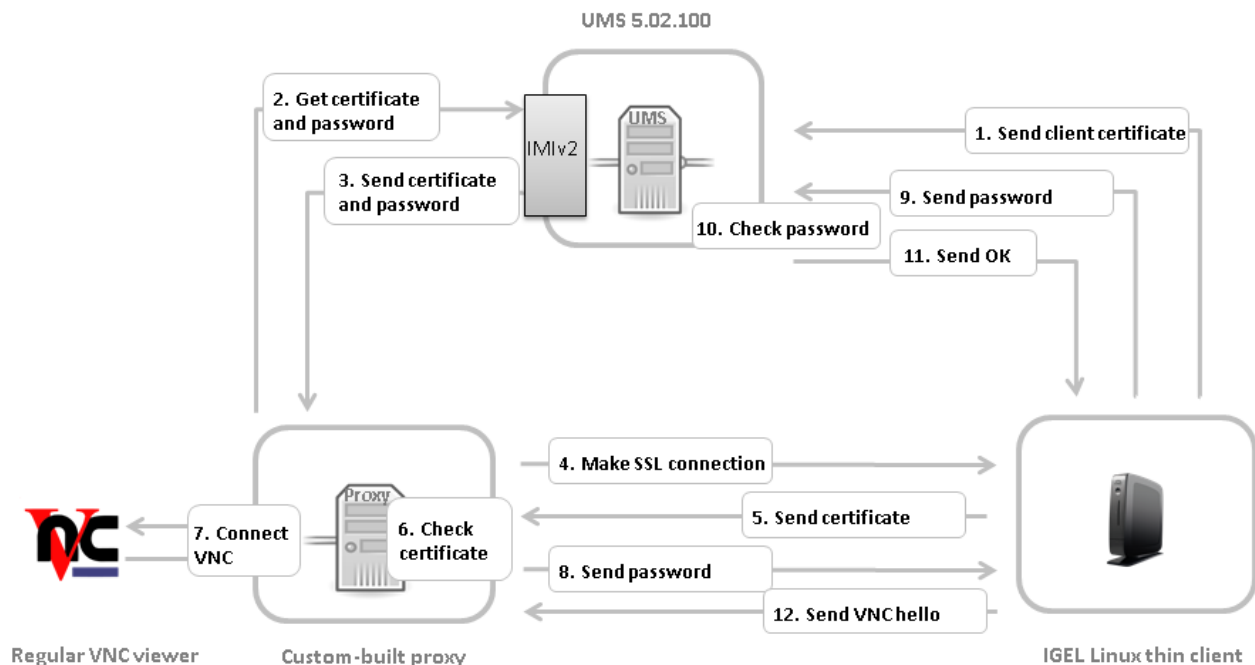 UMS 5.02.100
2. Get certificate
and password
UMS
1. Send client certificate
IMIv2
3. Send certificate
and password
9. Send password
10. Check password
11. Send OK
4. Make SSL connection
Proxy
5. Send certificate
VNC
7. Connect
VNC
6. Check
certificate
8. Send password
12. Send VNC hello
Regular VNC viewer
Custom-built proxy
IGEL Linux thin client